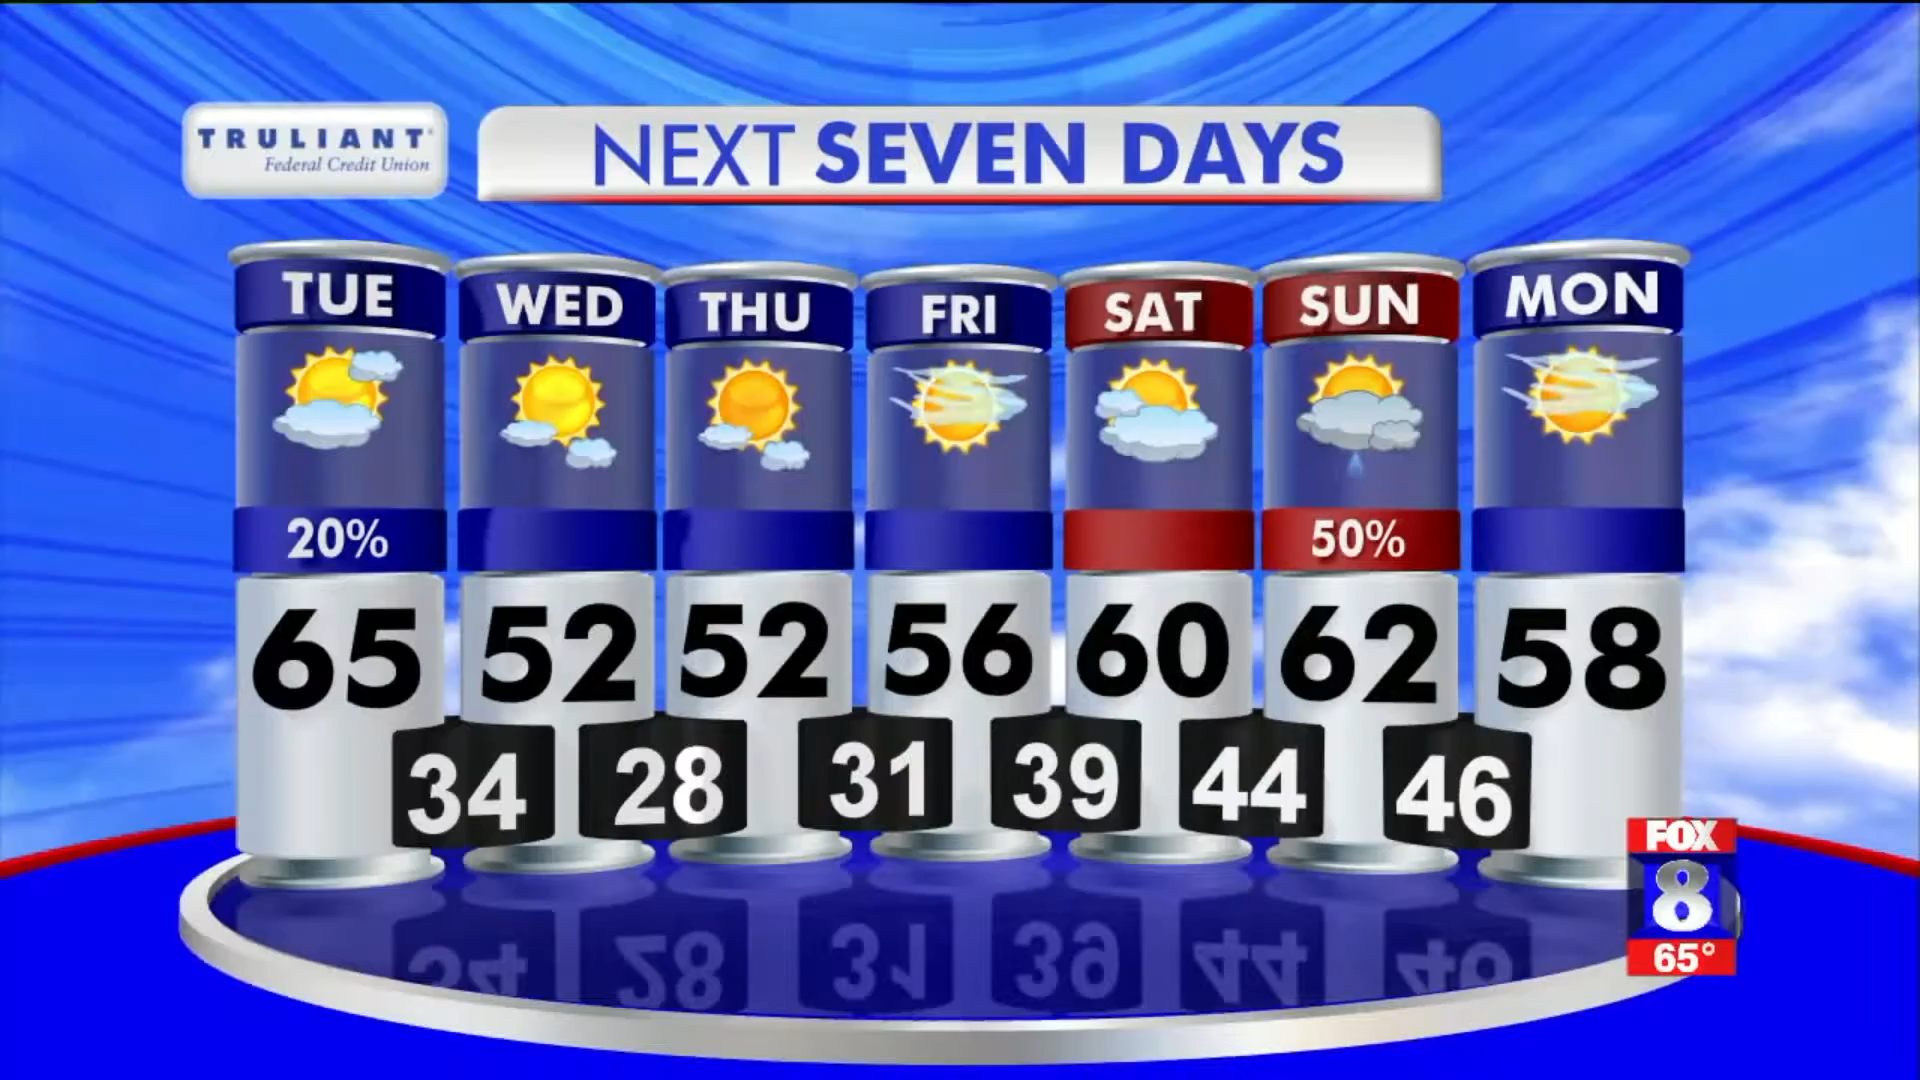 TRULIANT
Federal Credit Union
NEXT SEVEN DAYS
TUE WED THU FRI SAT SUN MON
20% 50%
65 52 52 56 60 62 58
34 28 31 39 44 46
FOX
8
65°